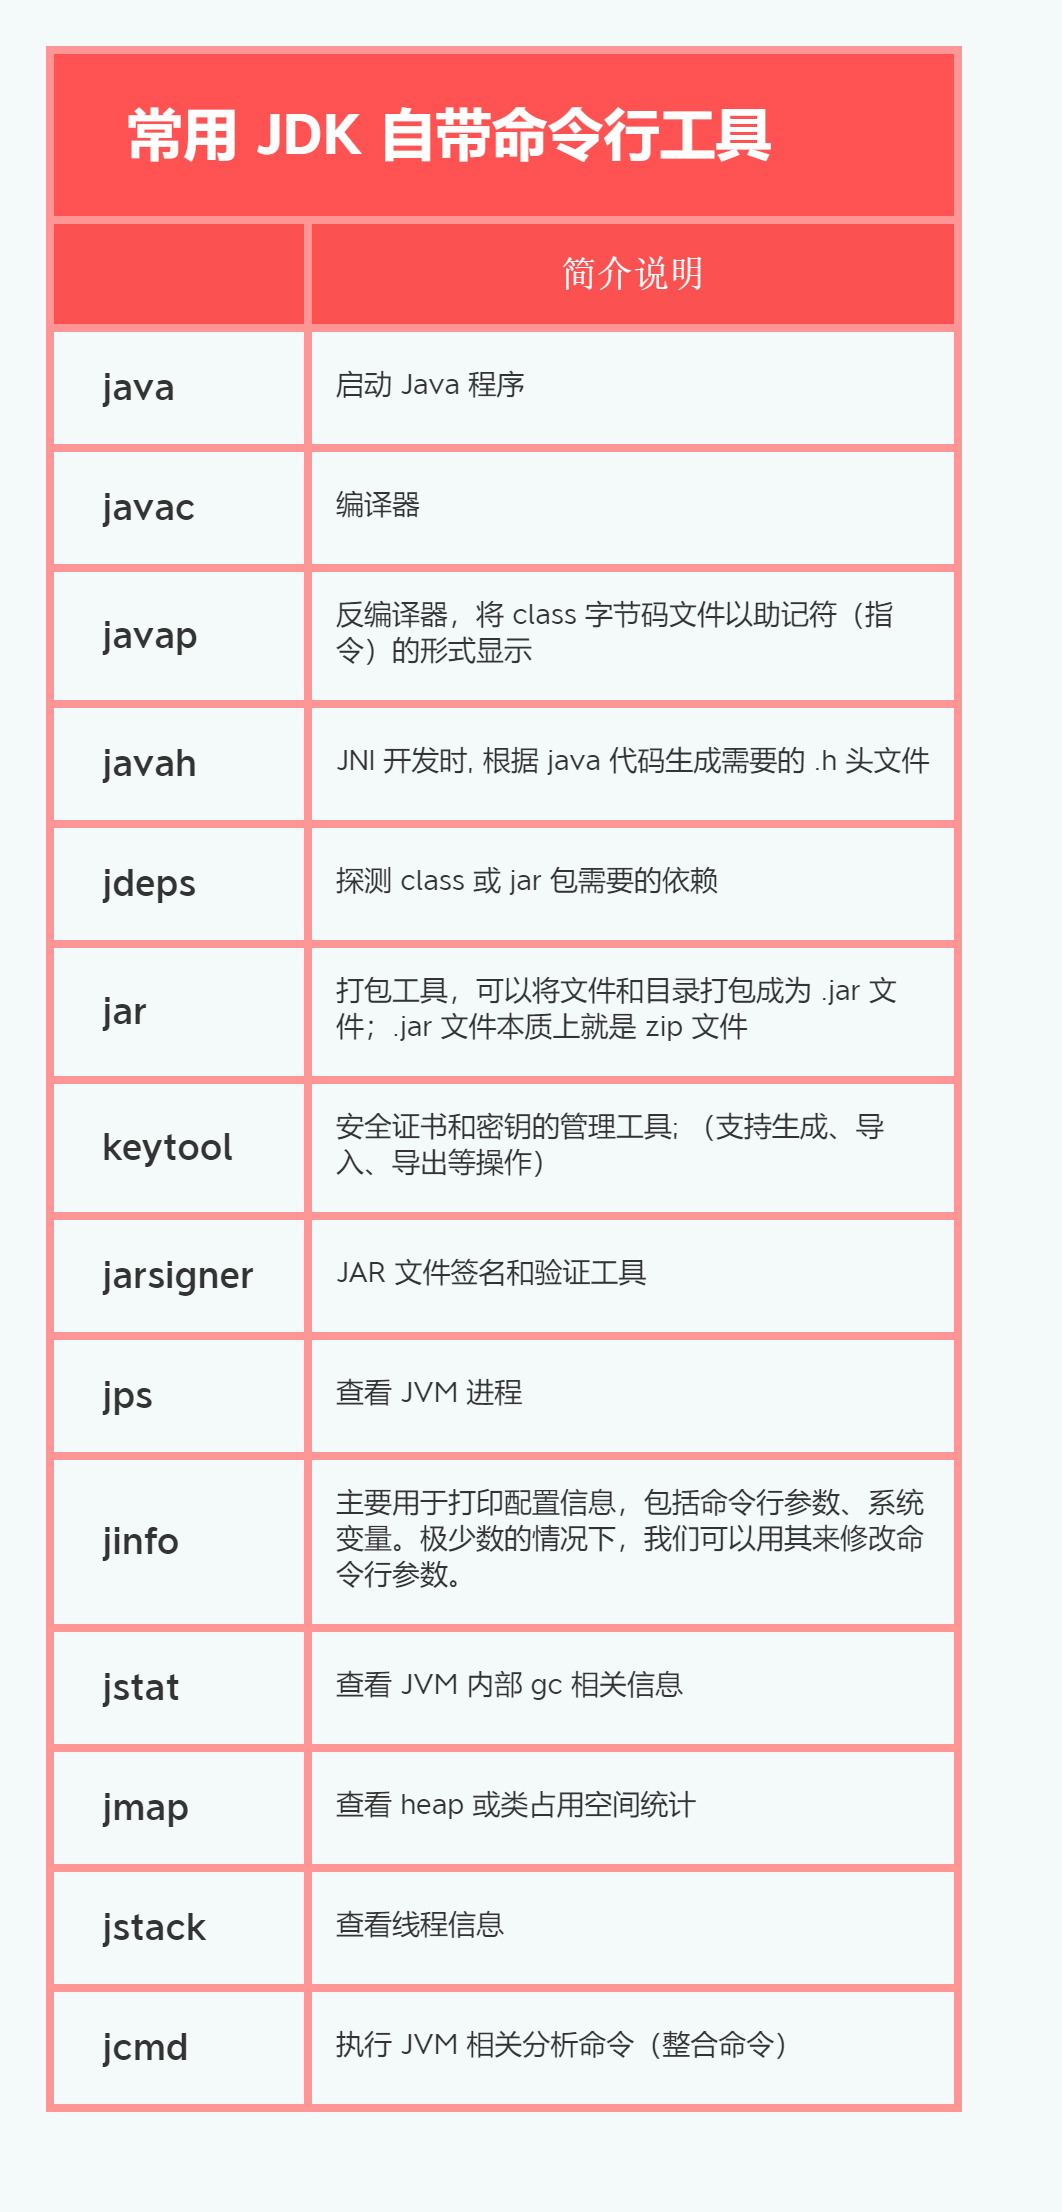 常用 JDK 自带命令行工具
简介说明
java
启动 Java 程序
javac
编译器
javap
反编译器，将 class 字节码文件以助记符（指
令）的形式显示
javah
JNI 开发时, 根据 java 代码生成需要的 .h 头文件
jdeps
探测 class 或 jar 包需要的依赖
jar
打包工具，可以将文件和目录打包成为 .jar 文
件；.jar 文件本质上就是 zip 文件
keytool
安全证书和密钥的管理工具; （支持生成、导
入、导出等操作）
jarsigner
JAR 文件签名和验证工具
jps
查看 JVM 进程
jinfo
主要用于打印配置信息，包括命令行参数、系统
变量。极少数的情况下，我们可以用其来修改命
令行参数。
jstat
查看 JVM 内部 gc 相关信息
jmap
查看 heap 或类占用空间统计
jstack
查看线程信息
jcmd
执行 JVM 相关分析命令（整合命令）